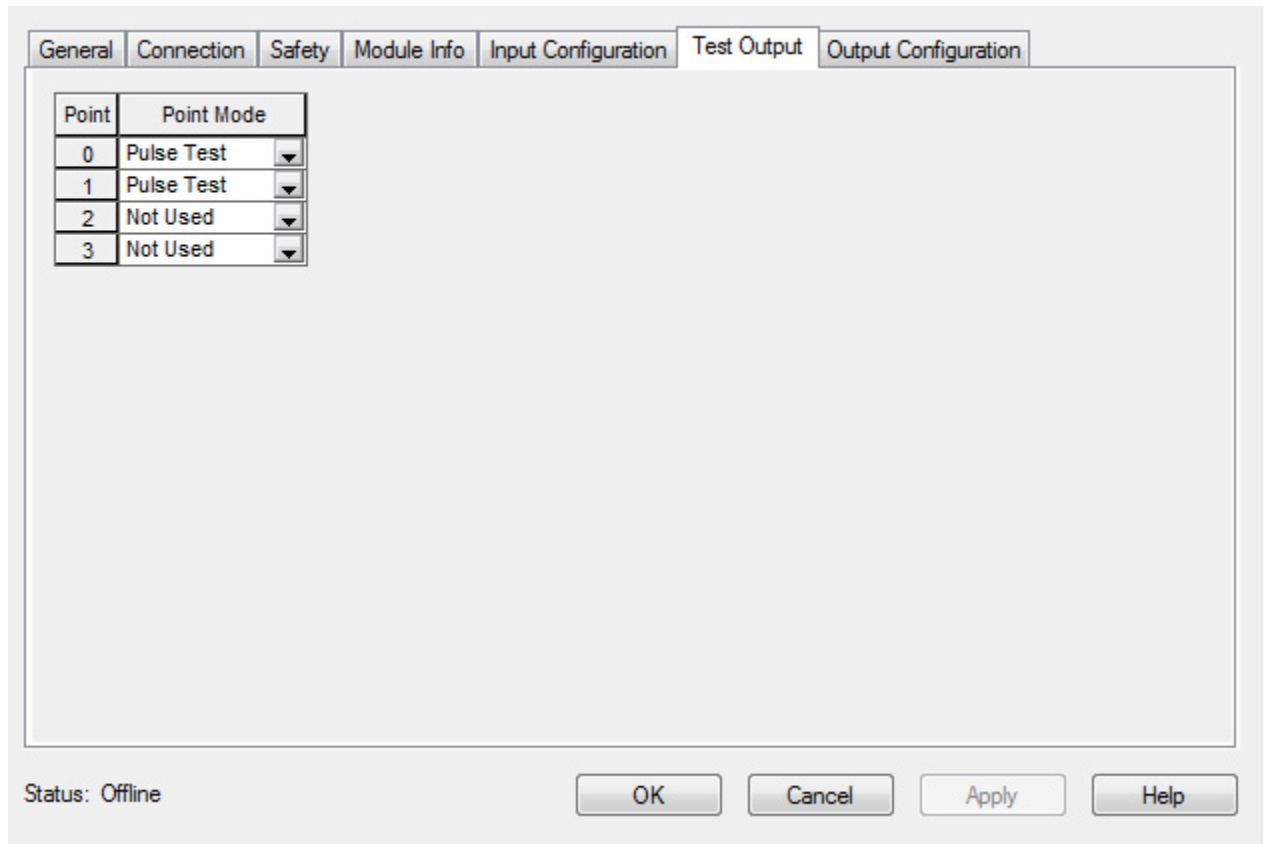 General Connection Safety Module Info Input Configuration Test Output Output Configuration
Point Point Mode
0 Pulse Test
1 Pulse Test
2 Not Used
3 Not Used
Status: Offline OK Cancel Apply Help